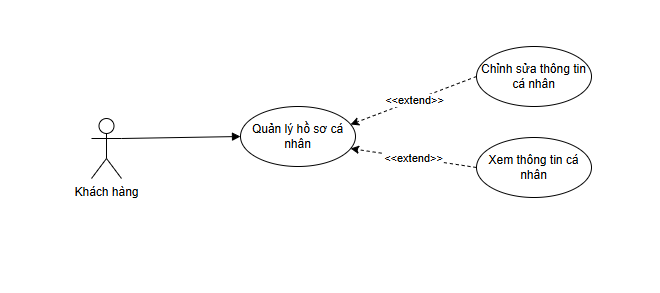 Chỉnh sửa thông tin
cá nhân
<<extend>>
Quản lý hồ sơ cá
nhân
<<extend>>
Xem thông tin cá
nhân
Khách hàng